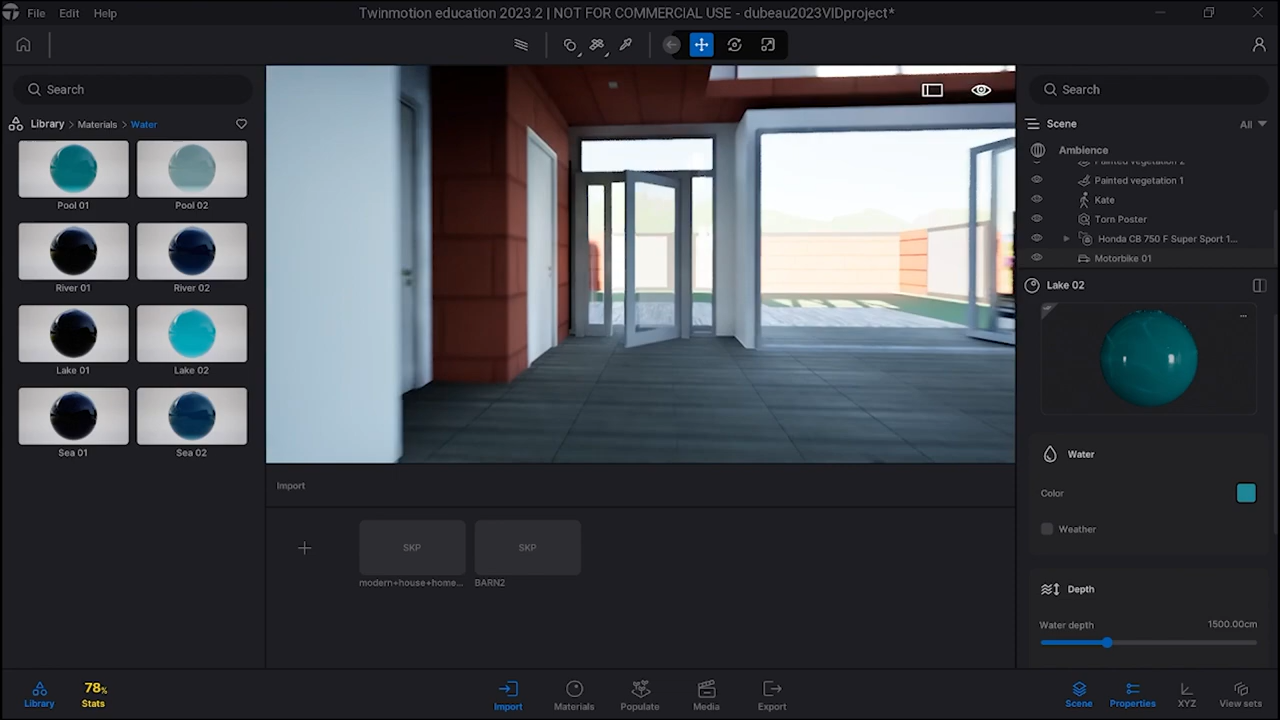 File Edit Help
Twinmotion education 2023.2 | NOT FOR COMMERCIAL USE - dubeau2023VIDproject*
Search
Library > Materials > Water
Pool 01
Pool 02
River 01
River 02
Lake 01
Lake 02
Sea 01
Sea 02
Import
SKP
modern+house+home...
SKP
BARN2
Search
Scene
All
Ambience
Painted vegetation 2
Painted vegetation 1
Kate
Torn Poster
Honda CB 750 F Super Sport 1...
Motorbike 01
Lake 02
Water
Color
Weather
Depth
Water depth 1500.00cm
Library
78%
Stats
Import
Materials
Populate
Media
Export
Scene
Properties
XYZ
View sets